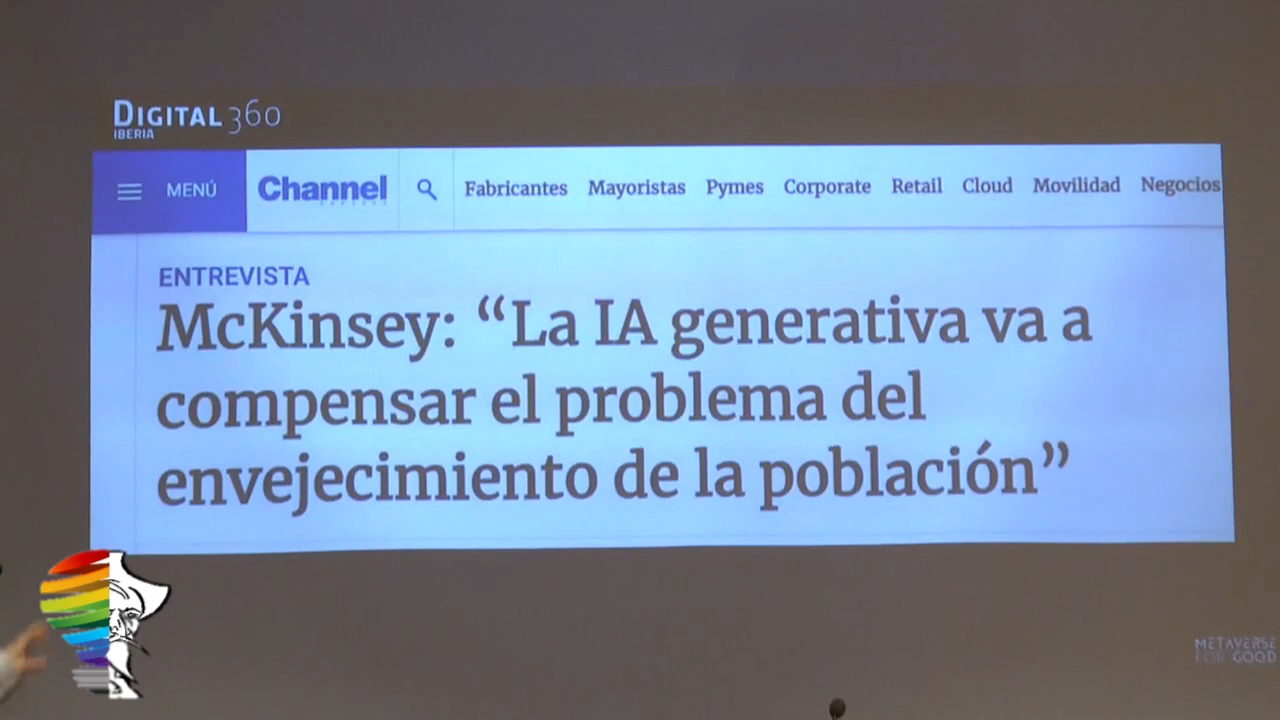 DIGITAL 360
IBERIA
MENÚ
Channel
Fabricantes Mayoristas Pymes Corporate Retail Cloud Movilidad Negocios
ENTREVISTA
McKinsey: “La IA generativa va a
compensar el problema del
envejecimiento de la población”
METAVERSE
FOR GOOD